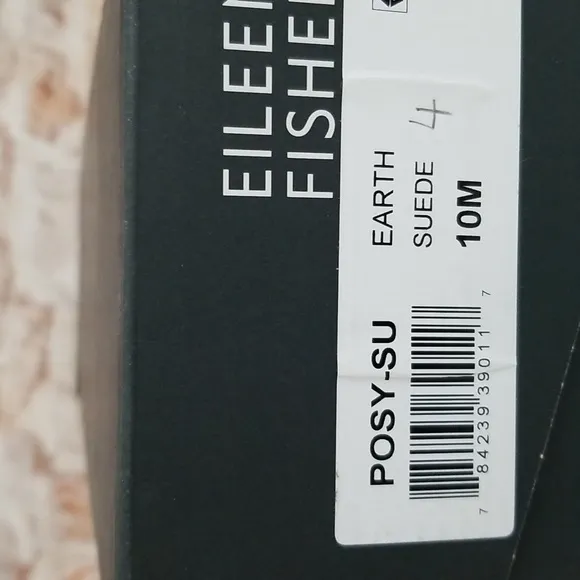 EILEEN
FISHER
POSY-SU
EARTH
SUEDE 4
10M
7 84239 39011 7